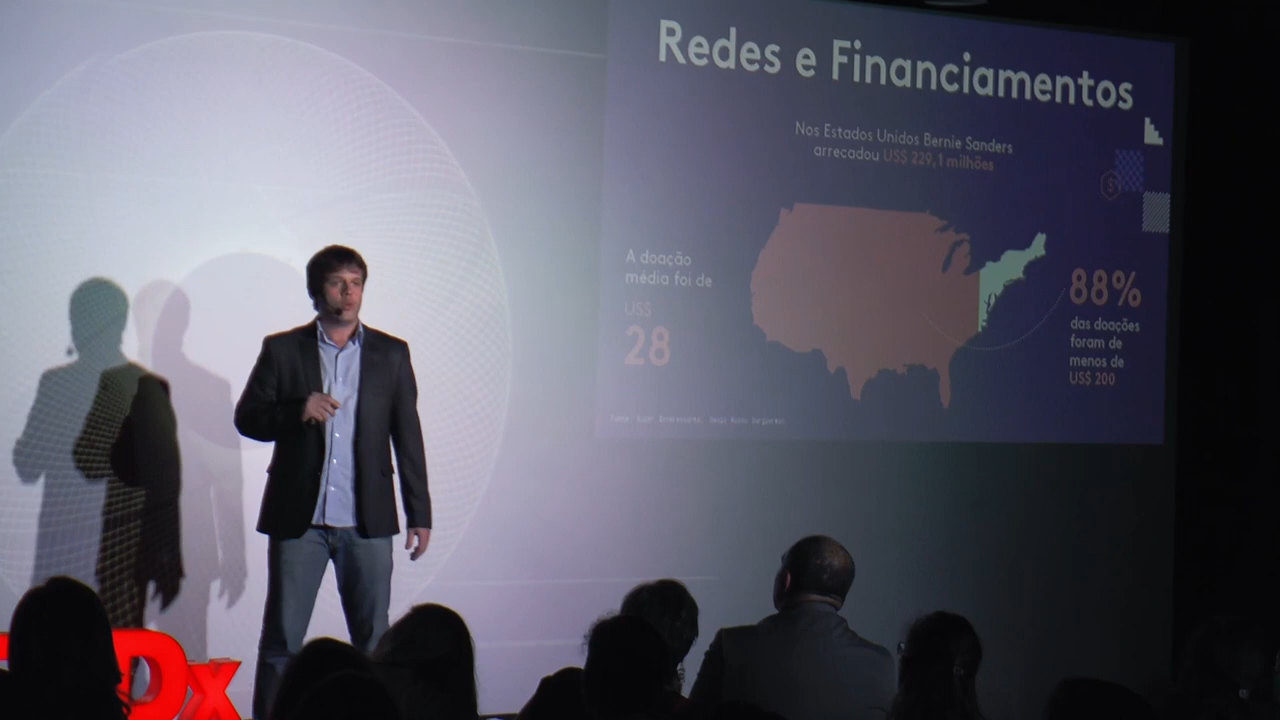 Redes e Financiamentos
Nos Estados Unidos Bernie Sanders
arrecadou US$ 229,1 milhões
A doação
média foi de
US$
28
88%
das doações
foram de
menos de
US$ 200
$
Dx